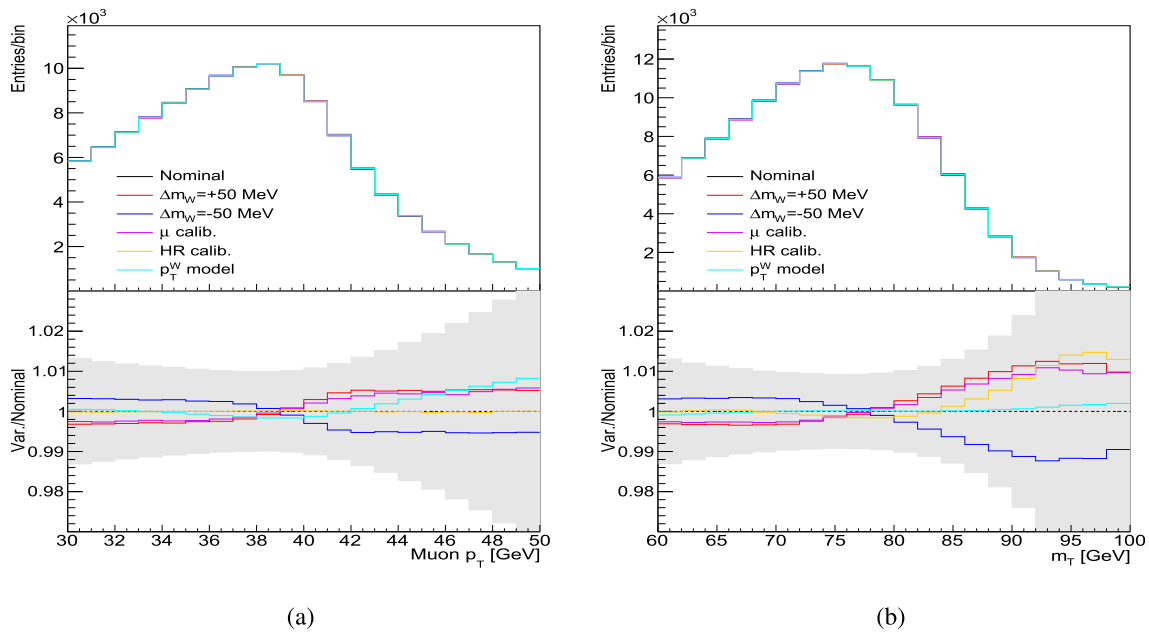 ×10³
Entries/bin
10
8
6
4
2
Nominal
Δm_W=+50 MeV
Δm_W=-50 MeV
μ calib.
HR calib.
p_T^W model
Var./Nominal
1.02
1.01
1
0.99
0.98
30 32 34 36 38 40 42 44 46 48 50
Muon p_T [GeV]
(a)
×10³
Entries/bin
12
10
8
6
4
2
0
Nominal
Δm_W=+50 MeV
Δm_W=-50 MeV
μ calib.
HR calib.
p_T^W model
Var./Nominal
1.02
1.01
1
0.99
0.98
60 65 70 75 80 85 90 95 100
m_T [GeV]
(b)